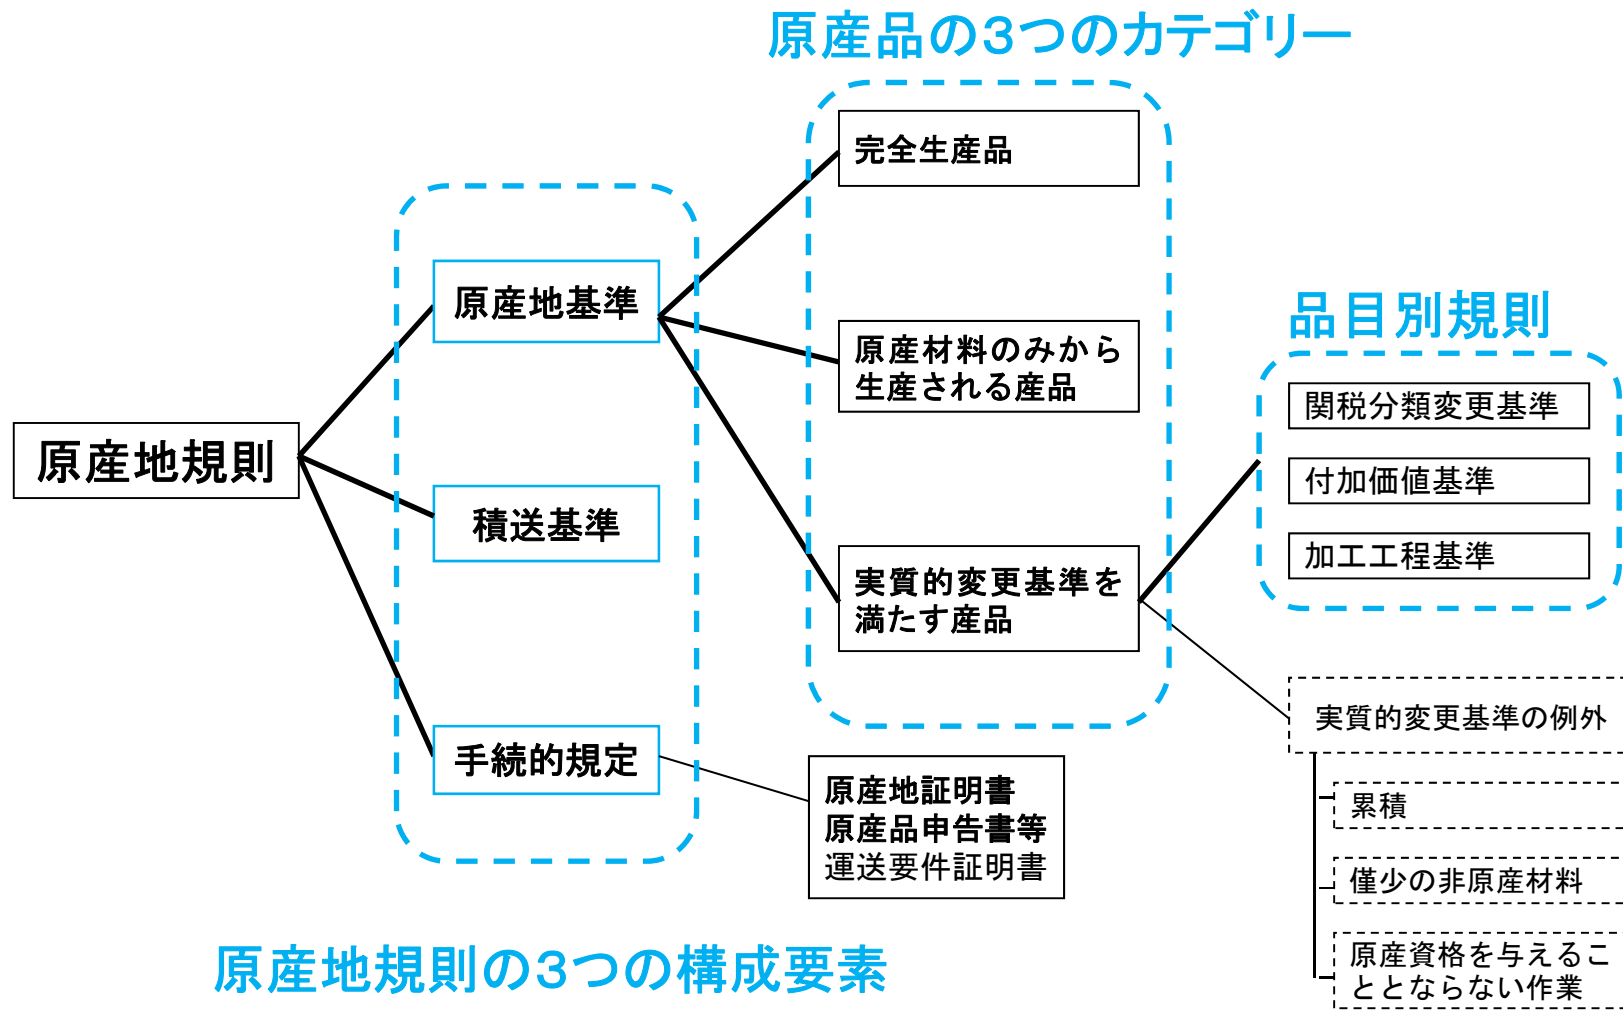 原産品の3つのカテゴリー
完全生産品
原産地基準
品目別規則
原産材料のみから
生産される産品
関税分類変更基準
原産地規則
付加価値基準
積送基準
加工工程基準
実質的変更基準を
満たす産品
実質的変更基準の例外
手続的規定
原産地証明書
原産品申告書等
運送要件証明書
累積
僅少の非原産材料
原産資格を与えるこ
ととならない作業
原産地規則の3つの構成要素